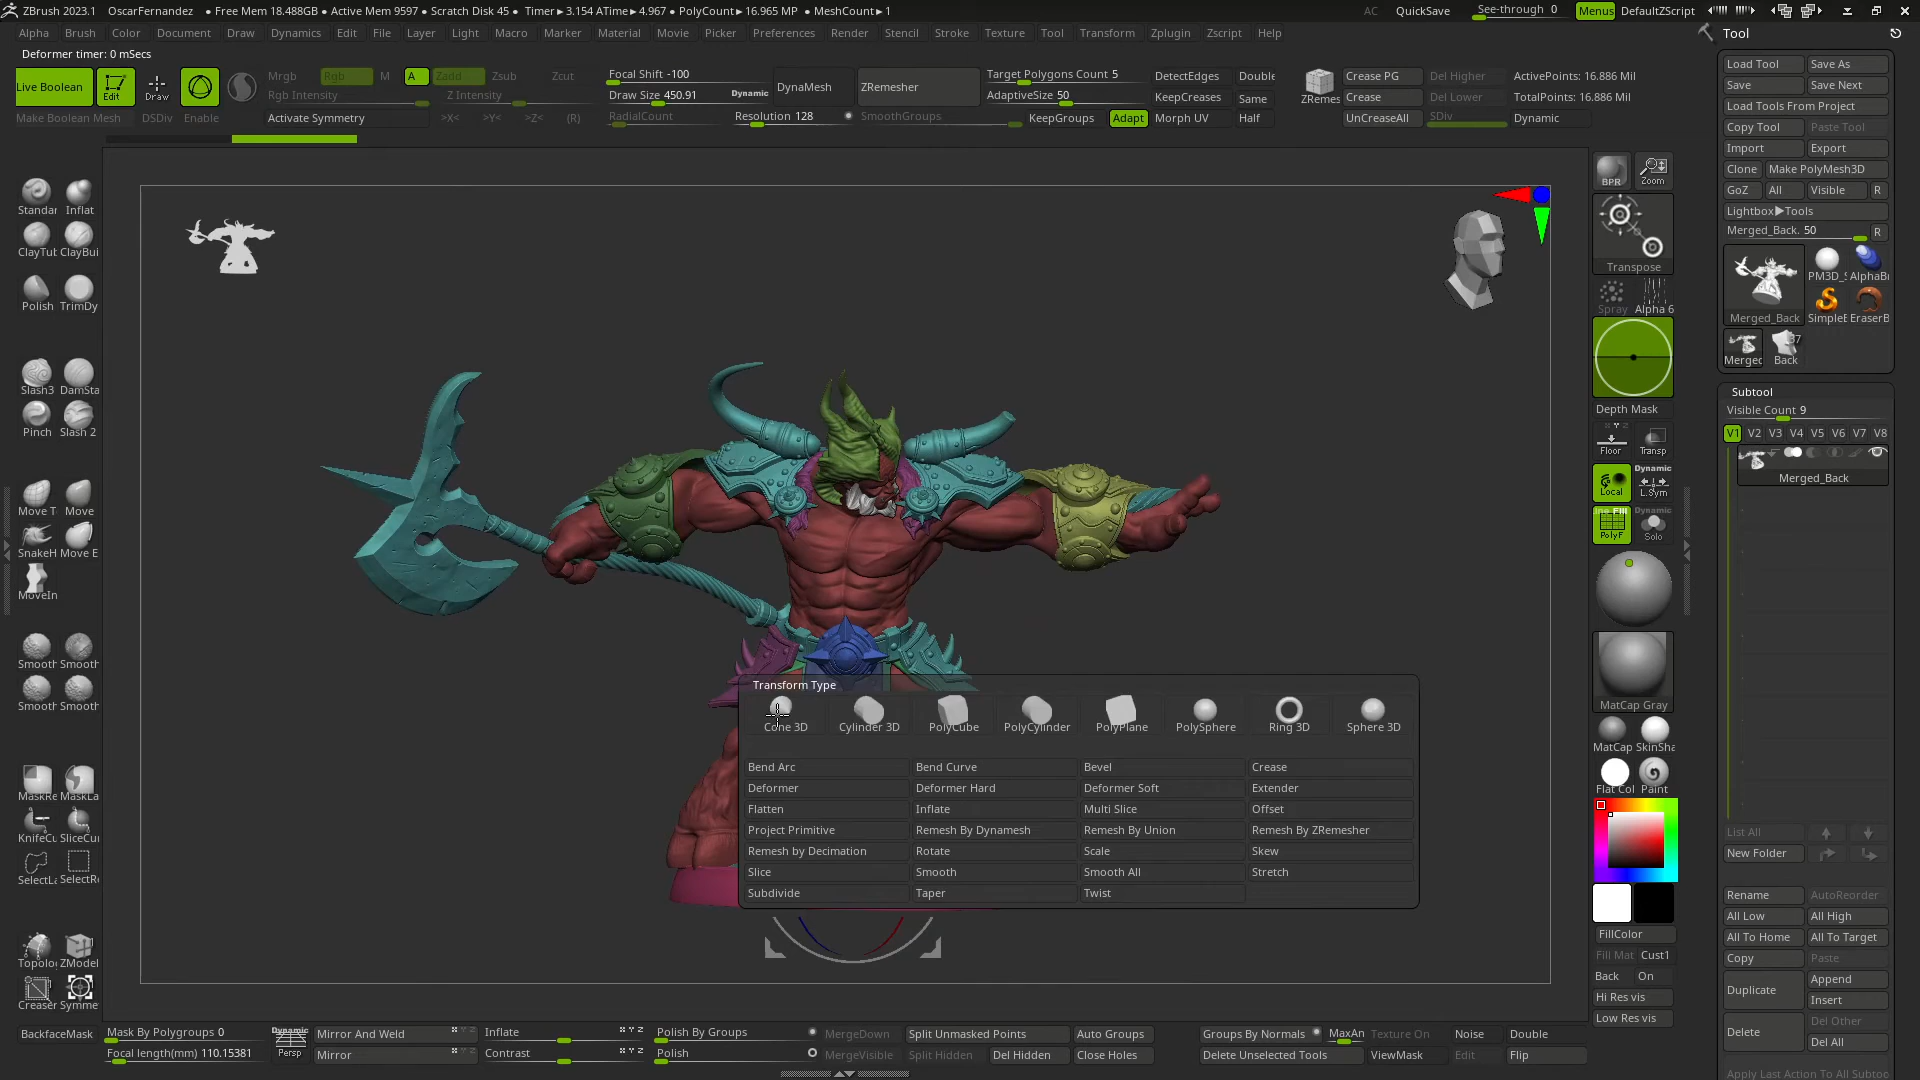 ZBrush 2023.1 OscarFernandez • Free Mem 18.488GB • Active Mem 9597 • Scratch Disk 45 • Timer▸3.154 ATime▸4.967 • PolyCount▸16.965 MP • MeshCount▸1 AC QuickSave See-through 0 Menus DefaultZScript
Alpha Brush Color Document Draw Dynamics Edit File Layer Light Macro Marker Material Movie Picker Preferences Render Stencil Stroke Texture Tool Transform Zplugin Zscript Help
Deformer timer: 0 mSecs
Live Boolean Edit Draw Mrgb Rgb M A Zadd Zsub Zcut Focal Shift -100 DynaMesh ZRemesher Target Polygons Count 5 DetectEdges Double
Rgb Intensity Z Intensity Draw Size 450.91 Dynamic AdaptiveSize 50 KeepCreases Same
Make Boolean Mesh DSDiv Enable Activate Symmetry >X< >Y< >Z< (R) RadialCount Resolution 128 SmoothGroups KeepGroups Adapt Morph UV Half
ZRemes Crease PG Del Higher ActivePoints: 16.886 Mil
Crease Del Lower TotalPoints: 16.886 Mil
UnCreaseAll SDiv Dynamic
Standar Inflat
ClayTut ClayBui
Polish TrimDy
Slash3 DamSta
Pinch Slash 2
Move T Move
SnakeH Move E
MoveIn
Smooth Smooth
Smooth Smooth
MaskRe MaskLa
KnifeCu SliceCu
SelectLa SelectRe
Topolo ZModel
Creaser Symme
BackfaceMask
Transform Type
Cone 3D Cylinder 3D PolyCube PolyCylinder PolyPlane PolySphere Ring 3D Sphere 3D
Bend Arc Bend Curve Bevel Crease
Deformer Deformer Hard Deformer Soft Extender
Flatten Inflate Multi Slice Offset
Project Primitive Remesh By Dynamesh Remesh By Union Remesh By ZRemesher
Remesh by Decimation Rotate Scale Skew
Slice Smooth Smooth All Stretch
Subdivide Taper Twist
BPR Zoom
Transpose
Spray Alpha 6
Depth Mask
Floor Transp
Dynamic
Local L.Sym
Fill Dynamic
PolyF Solo
MatCap Gray
MatCap SkinSha
Flat Col Paint
FillColor
Fill Mat Cust1
Back On
Hi Res vis
Low Res vis
Tool
Load Tool Save As
Save Save Next
Load Tools From Project
Copy Tool Paste Tool
Import Export
Clone Make PolyMesh3D
GoZ All Visible R
Lightbox▶Tools
Merged_Back. 50 R
PM3D_S AlphaBr
Merged_Back SimpleB EraserB
37
Merged Back
Subtool
Visible Count 9
V1 V2 V3 V4 V5 V6 V7 V8
Merged_Back
List All
New Folder
Rename AutoReorder
All Low All High
All To Home All To Target
Copy Paste
Duplicate Append
Insert
Delete Del Other
Del All
Apply Last Action To All Subtoo
Mask By Polygroups 0 Dynamic Mirror And Weld Inflate Polish By Groups MergeDown Split Unmasked Points Auto Groups Groups By Normals MaxAn Texture On Noise Double
Focal length(mm) 110.15381 Persp Mirror Contrast Polish MergeVisible Split Hidden Del Hidden Close Holes Delete Unselected Tools ViewMask Edit Flip